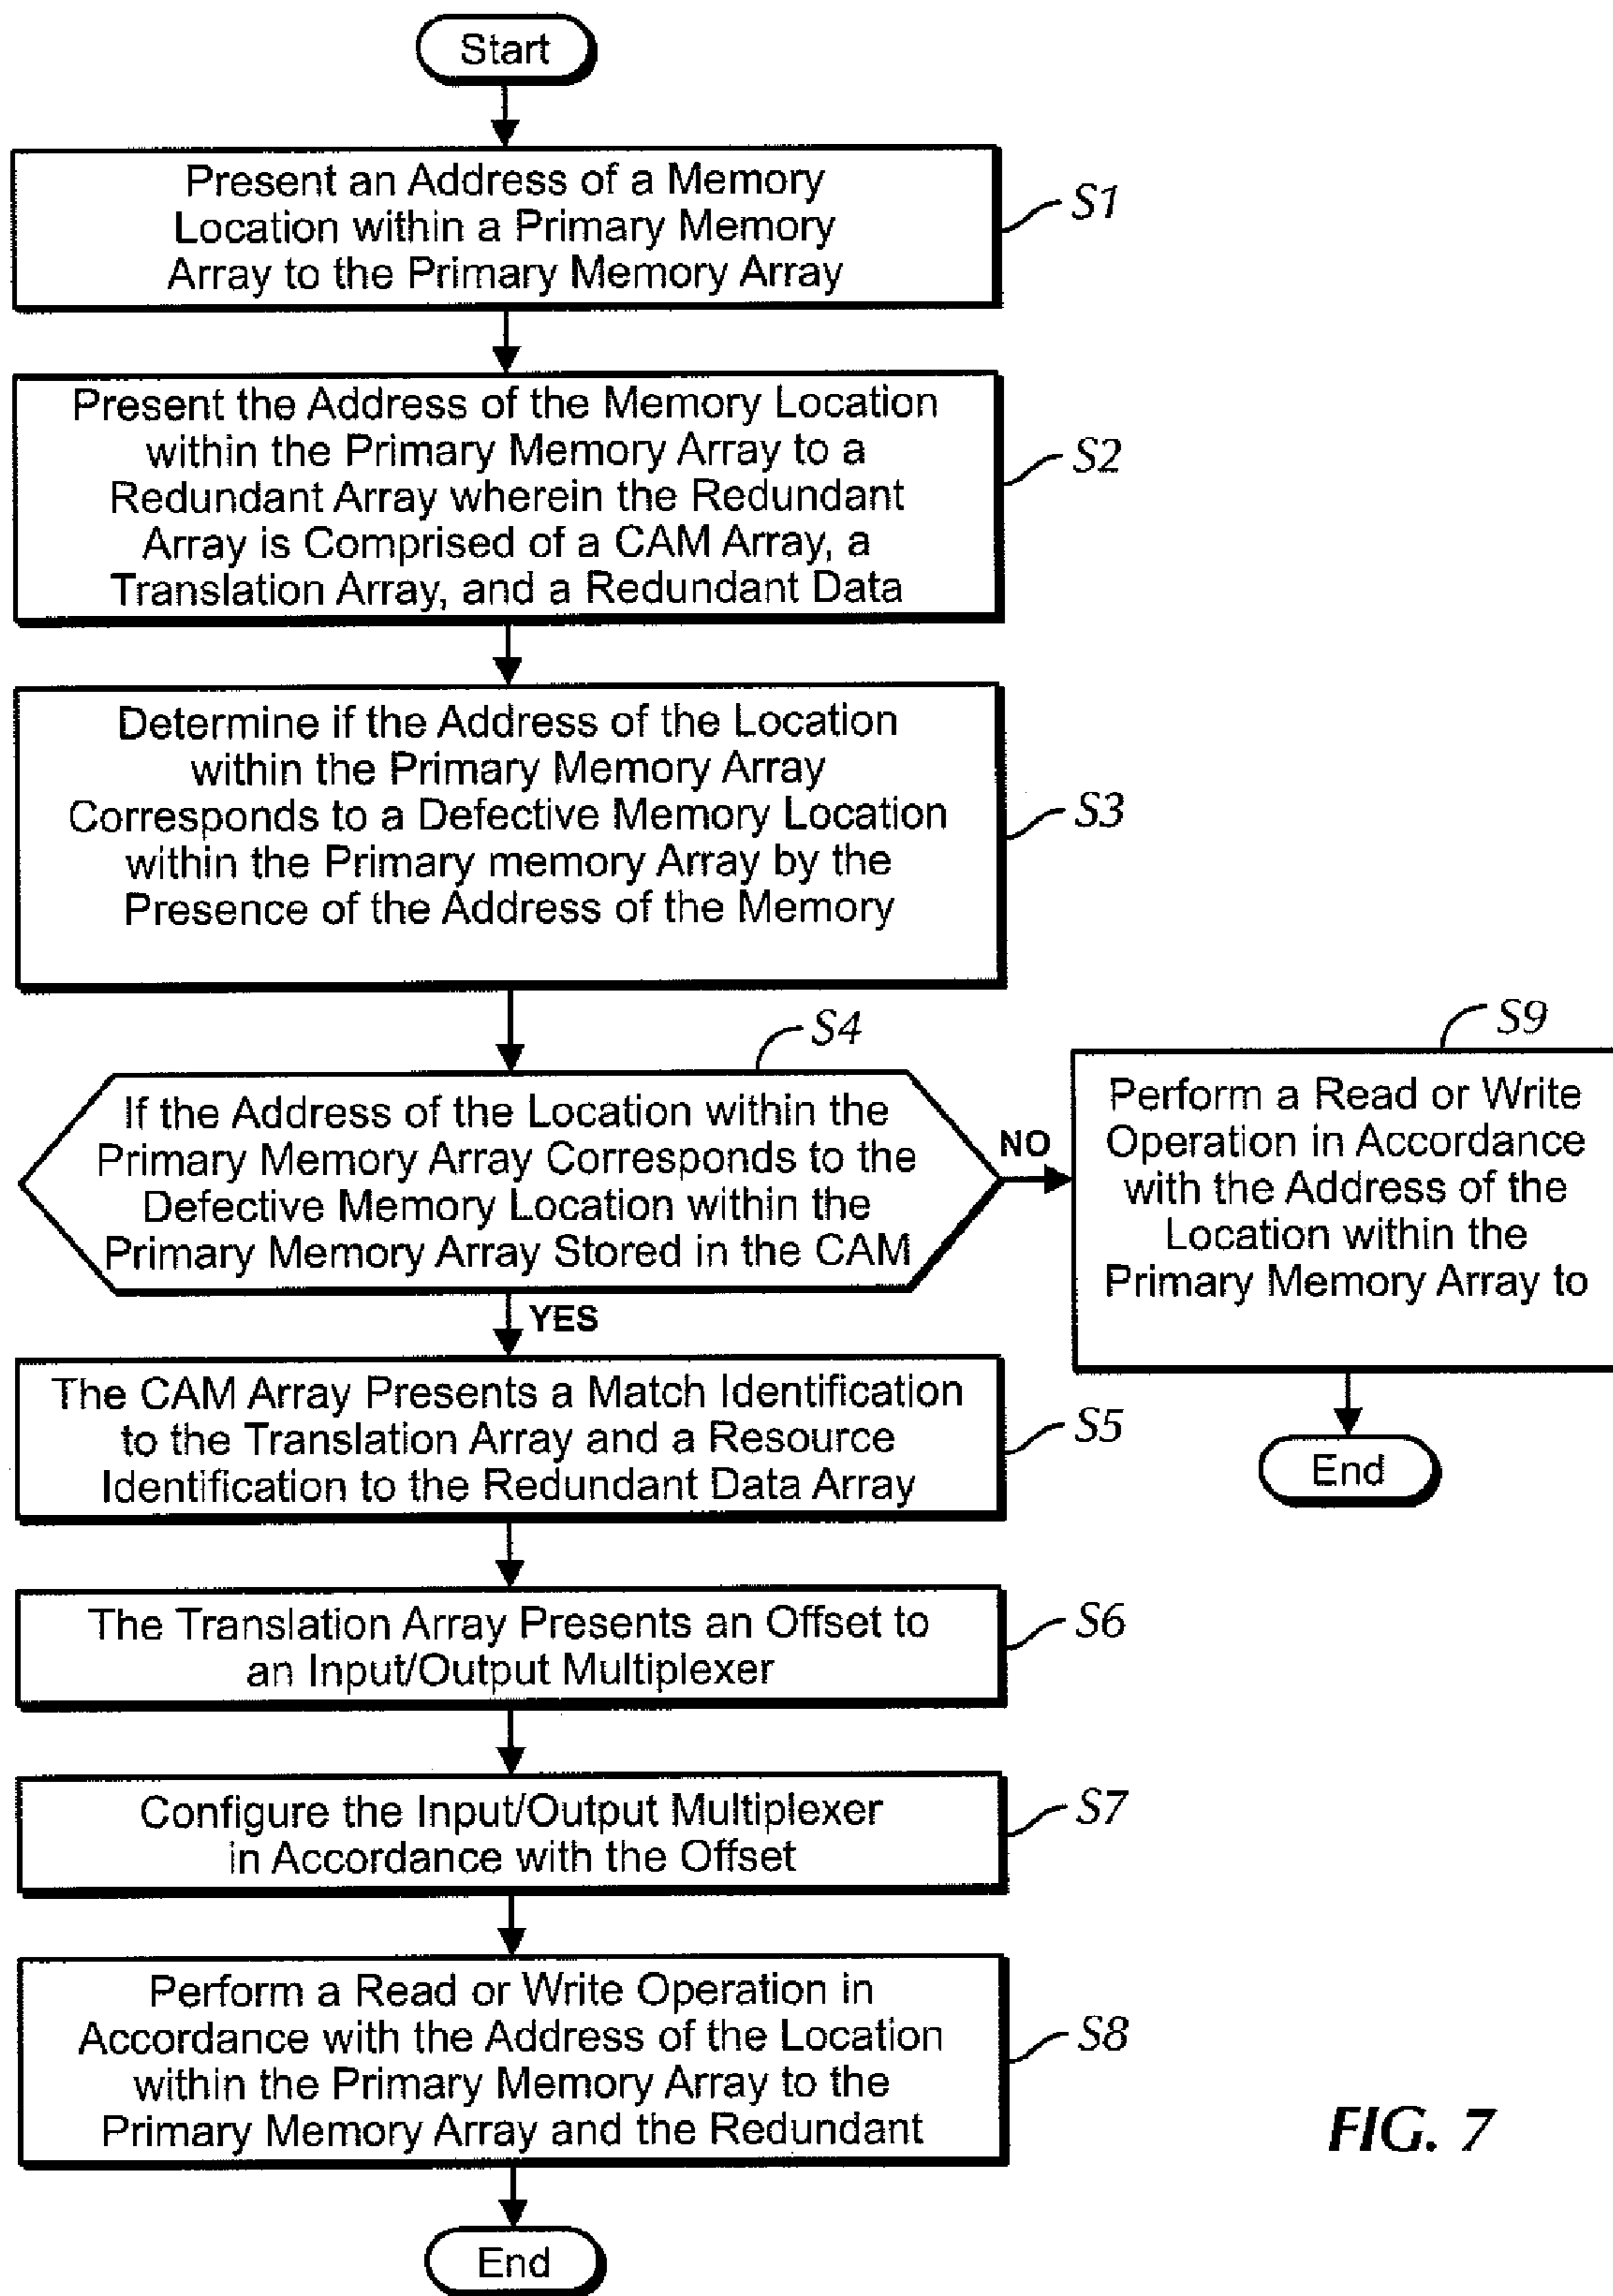 Start
Present an Address of a Memory
Location within a Primary Memory
Array to the Primary Memory Array
S1
Present the Address of the Memory Location
within the Primary Memory Array to a
Redundant Array wherein the Redundant
Array is Comprised of a CAM Array, a
Translation Array, and a Redundant Data
S2
Determine if the Address of the Location
within the Primary Memory Array
Corresponds to a Defective Memory Location
within the Primary memory Array by the
Presence of the Address of the Memory
S3
S4
If the Address of the Location within the
Primary Memory Array Corresponds to the
Defective Memory Location within the
Primary Memory Array Stored in the CAM
NO
S9
Perform a Read or Write
Operation in Accordance
with the Address of the
Location within the
Primary Memory Array to
End
YES
The CAM Array Presents a Match Identification
to the Translation Array and a Resource
Identification to the Redundant Data Array
S5
The Translation Array Presents an Offset to
an Input/Output Multiplexer
S6
Configure the Input/Output Multiplexer
in Accordance with the Offset
S7
Perform a Read or Write Operation in
Accordance with the Address of the Location
within the Primary Memory Array to the
Primary Memory Array and the Redundant
S8
End
FIG. 7